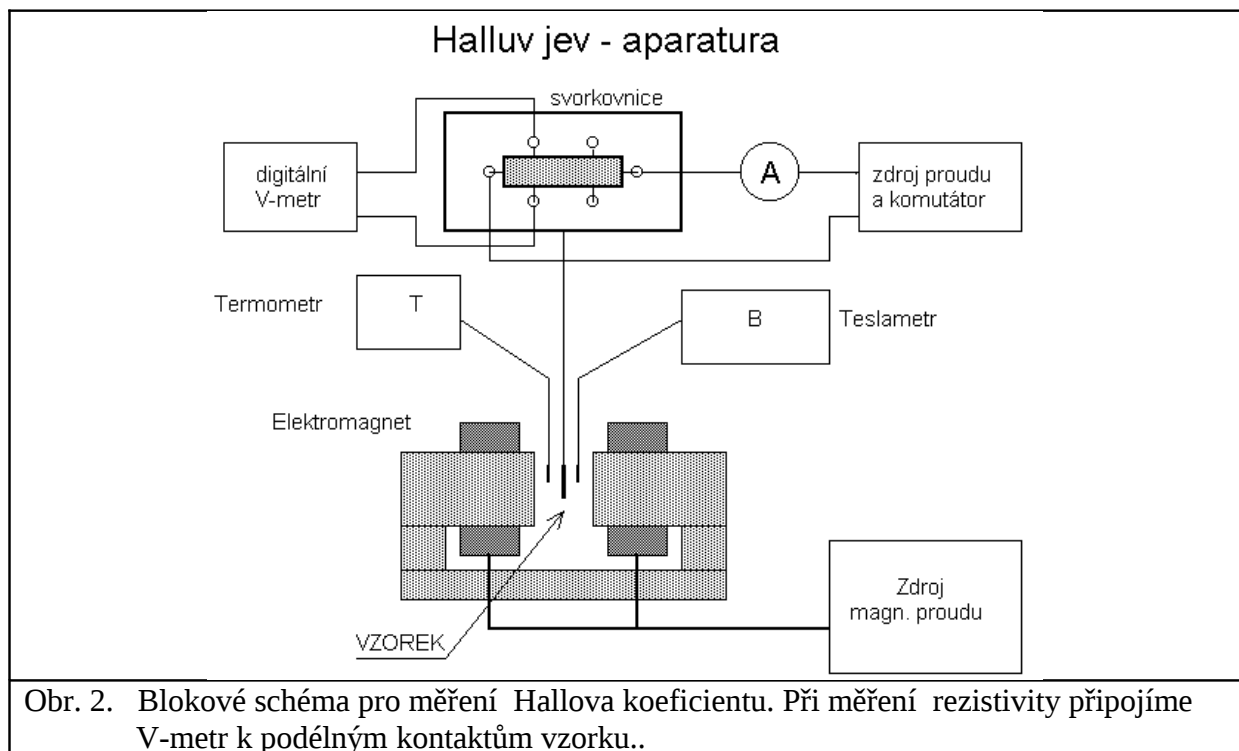 Halluv jev - aparatura
svorkovnice
digitální
V-metr
A
zdroj proudu
a komutátor
Termometr
T
B
Teslametr
Elektromagnet
VZOREK
Zdroj
magn. proudu
Obr. 2. Blokové schéma pro měření Hallova koeficientu. Při měření rezistivity připojíme
V-metr k podélným kontaktům vzorku..